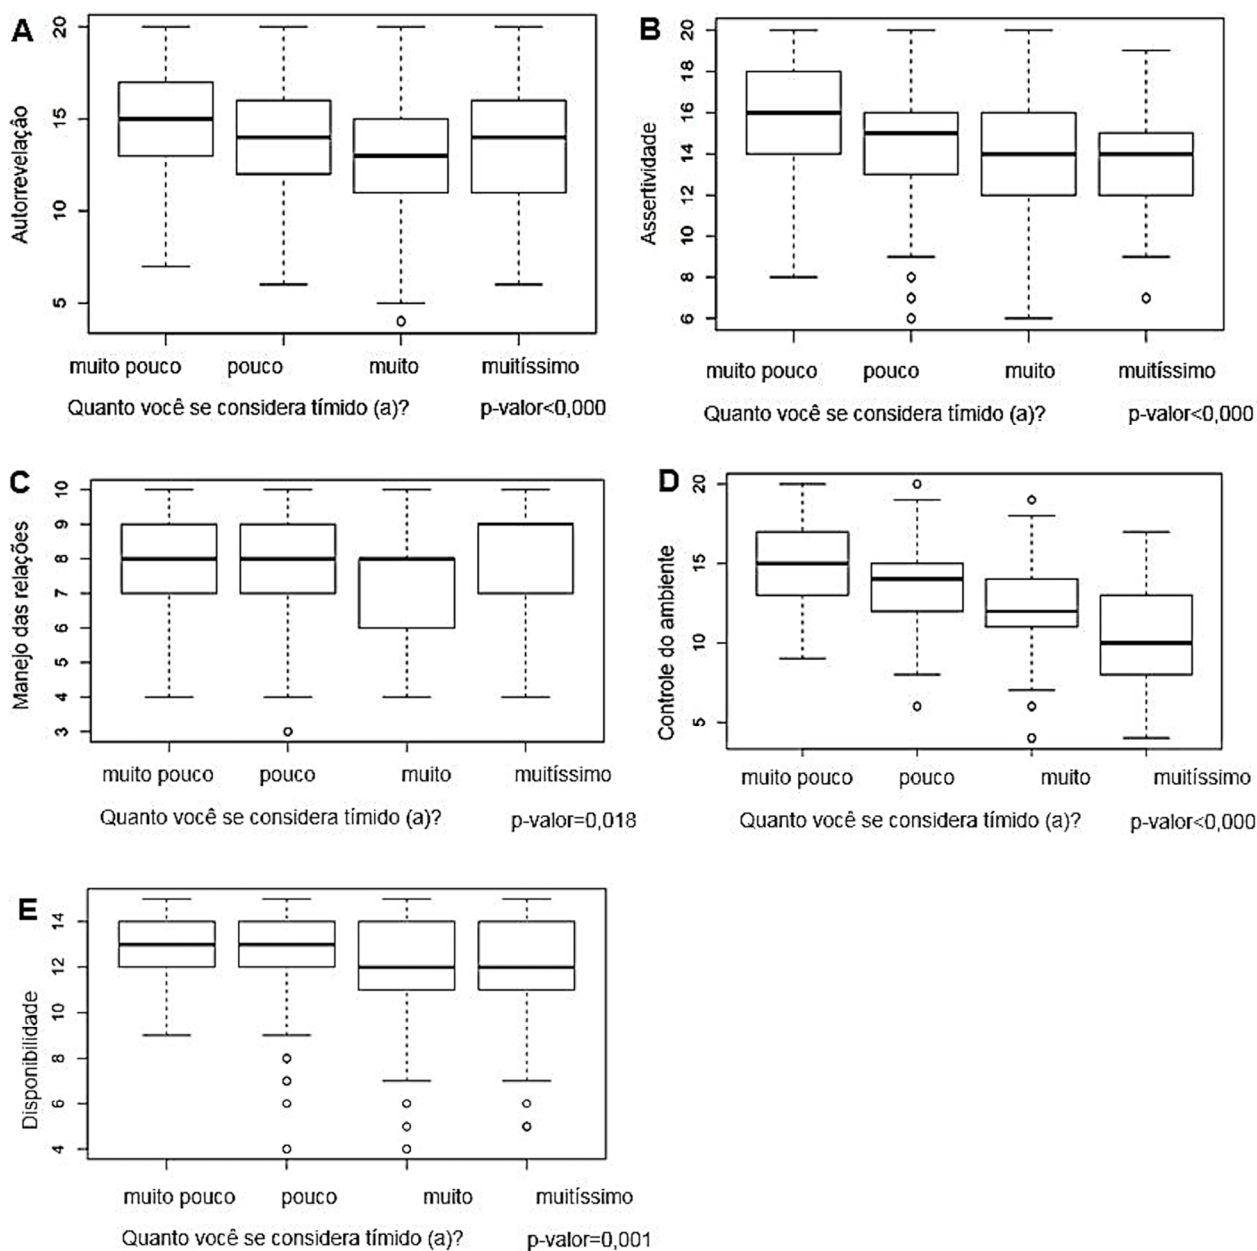 A
Autorrevelação
20
15
10
5
muito pouco pouco muito muitíssimo
Quanto você se considera tímido (a)? p-valor<0,000
B
Assertividade
20
18
16
14
12
10
8
6
muito pouco pouco muito muitíssimo
Quanto você se considera tímido (a)? p-valor<0,000
C
Manejo das relações
10
9
8
7
6
5
4
3
muito pouco pouco muito muitíssimo
Quanto você se considera tímido (a)? p-valor=0,018
D
Controle do ambiente
20
15
10
5
muito pouco pouco muito muitíssimo
Quanto você se considera tímido (a)? p-valor<0,000
E
Disponibilidade
14
12
10
8
6
4
muito pouco pouco muito muitíssimo
Quanto você se considera tímido (a)? p-valor=0,001